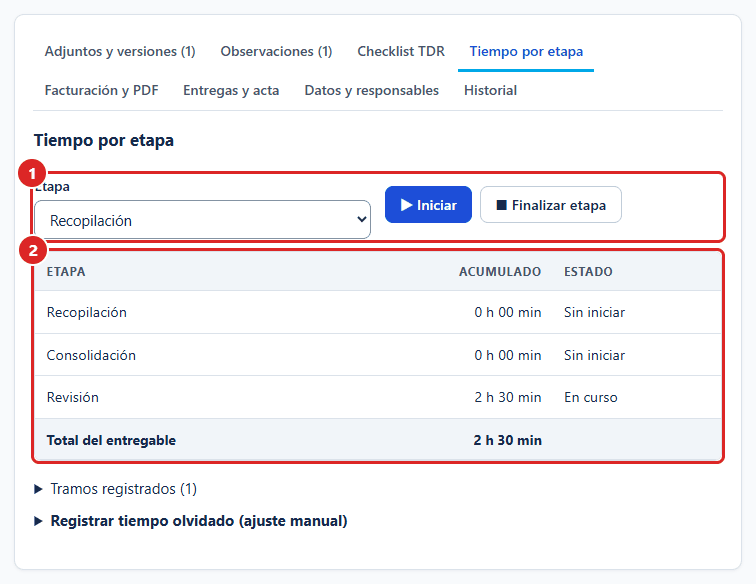 Adjuntos y versiones (1) Observaciones (1) Checklist TDR Tiempo por etapa
Facturación y PDF Entregas y acta Datos y responsables Historial
Tiempo por etapa
1
Etapa
Recopilación ▶ Iniciar ■ Finalizar etapa
2
ETAPA ACUMULADO ESTADO
Recopilación 0 h 00 min Sin iniciar
Consolidación 0 h 00 min Sin iniciar
Revisión 2 h 30 min En curso
Total del entregable 2 h 30 min
▶ Tramos registrados (1)
▶ Registrar tiempo olvidado (ajuste manual)